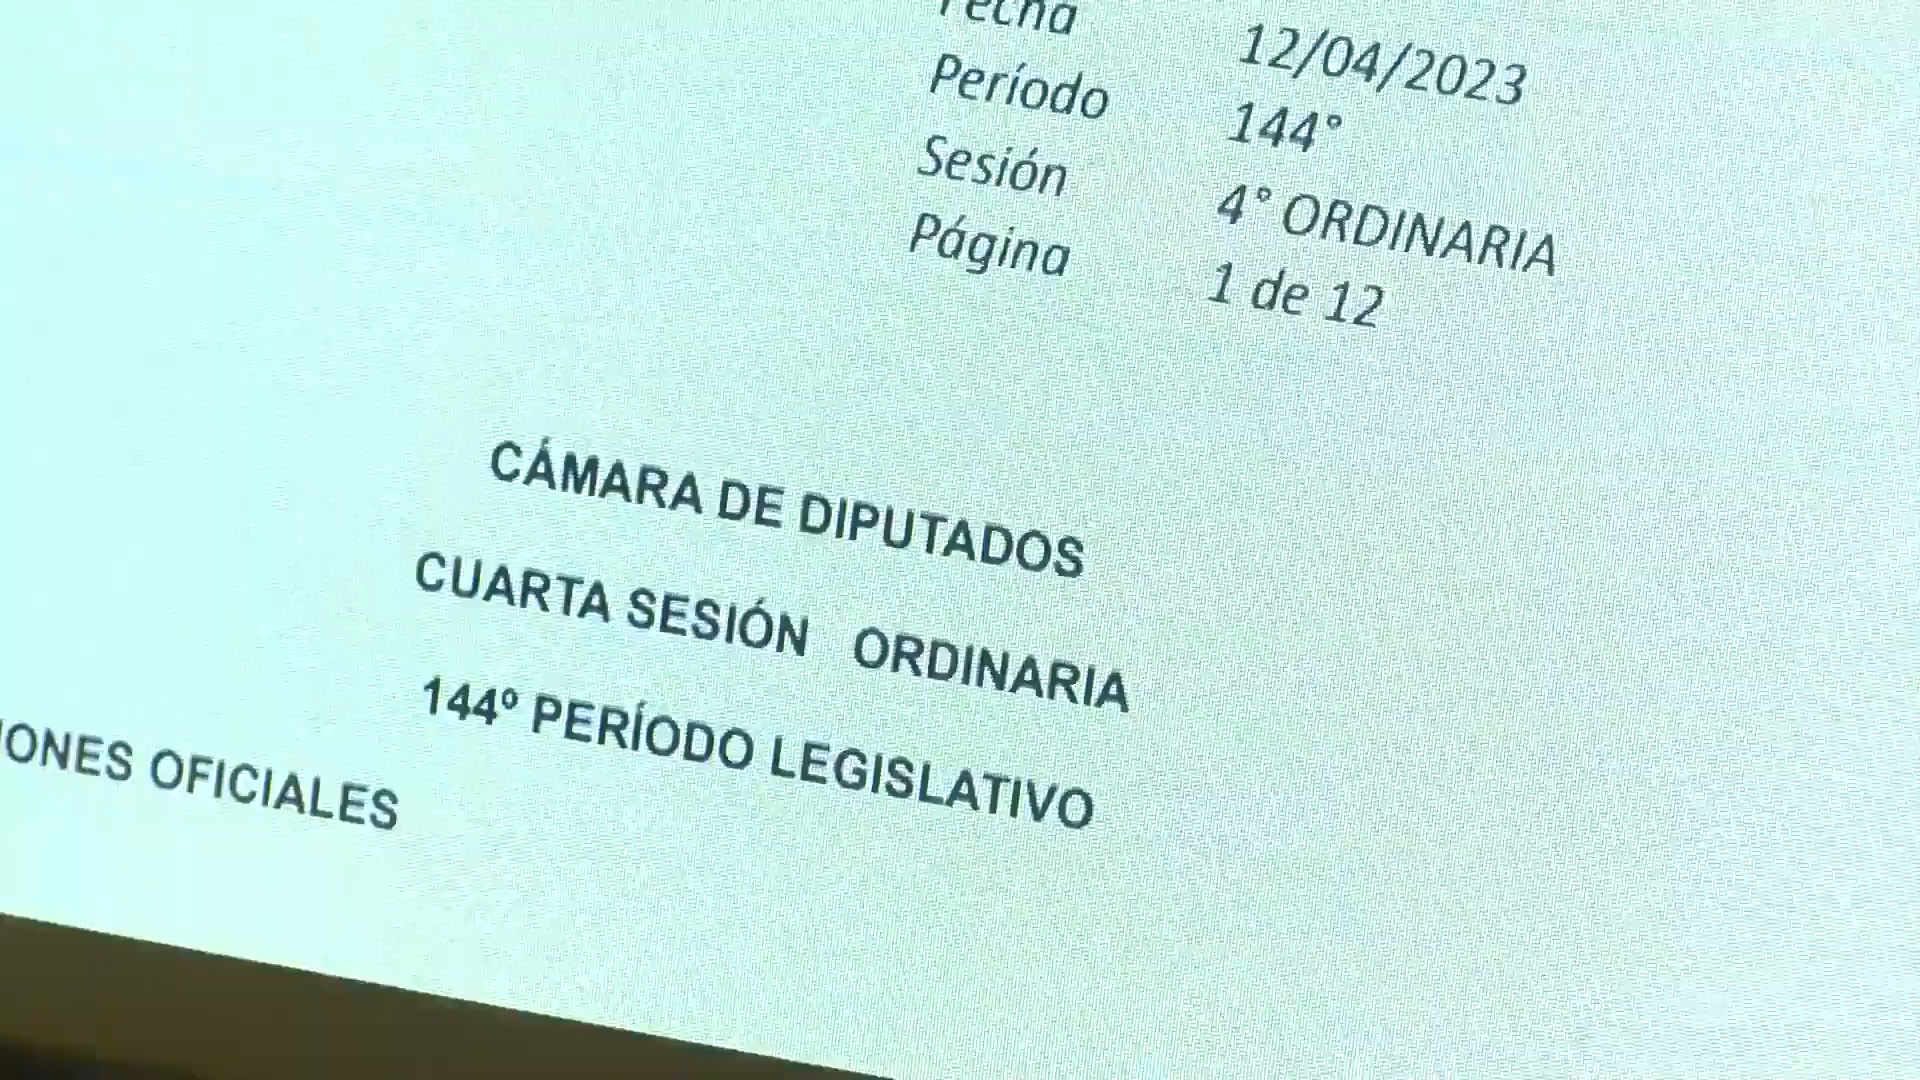 Fecha 12/04/2023
Período 144°
Sesión 4° ORDINARIA
Página 1 de 12
CÁMARA DE DIPUTADOS
CUARTA SESIÓN ORDINARIA
144º PERÍODO LEGISLATIVO
OFICIALES